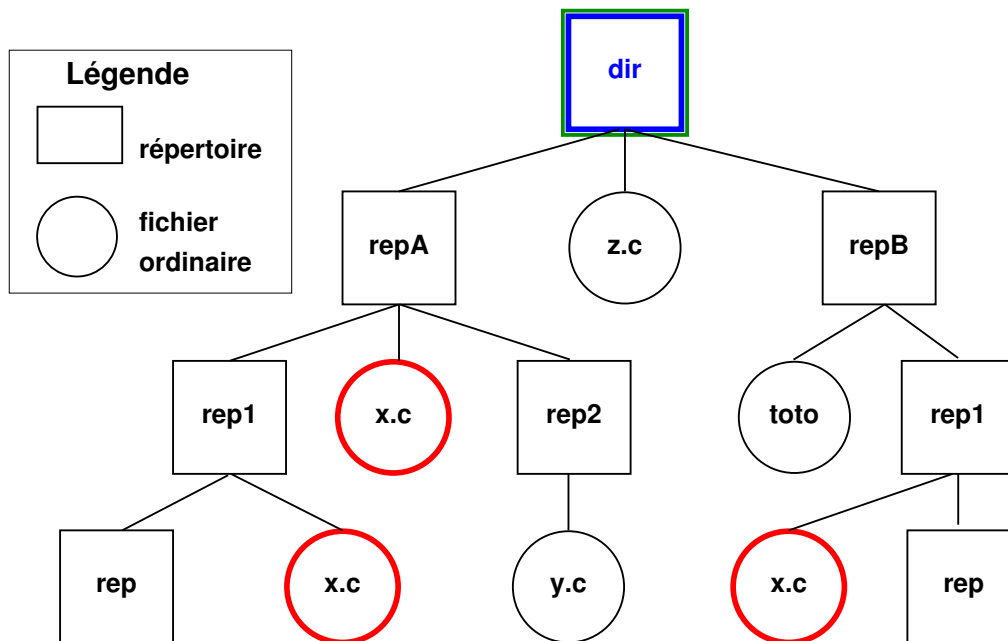 Légende
répertoire
fichier
ordinaire
dir
repA
z.c
repB
rep1
x.c
rep2
toto
rep1
rep
x.c
y.c
x.c
rep